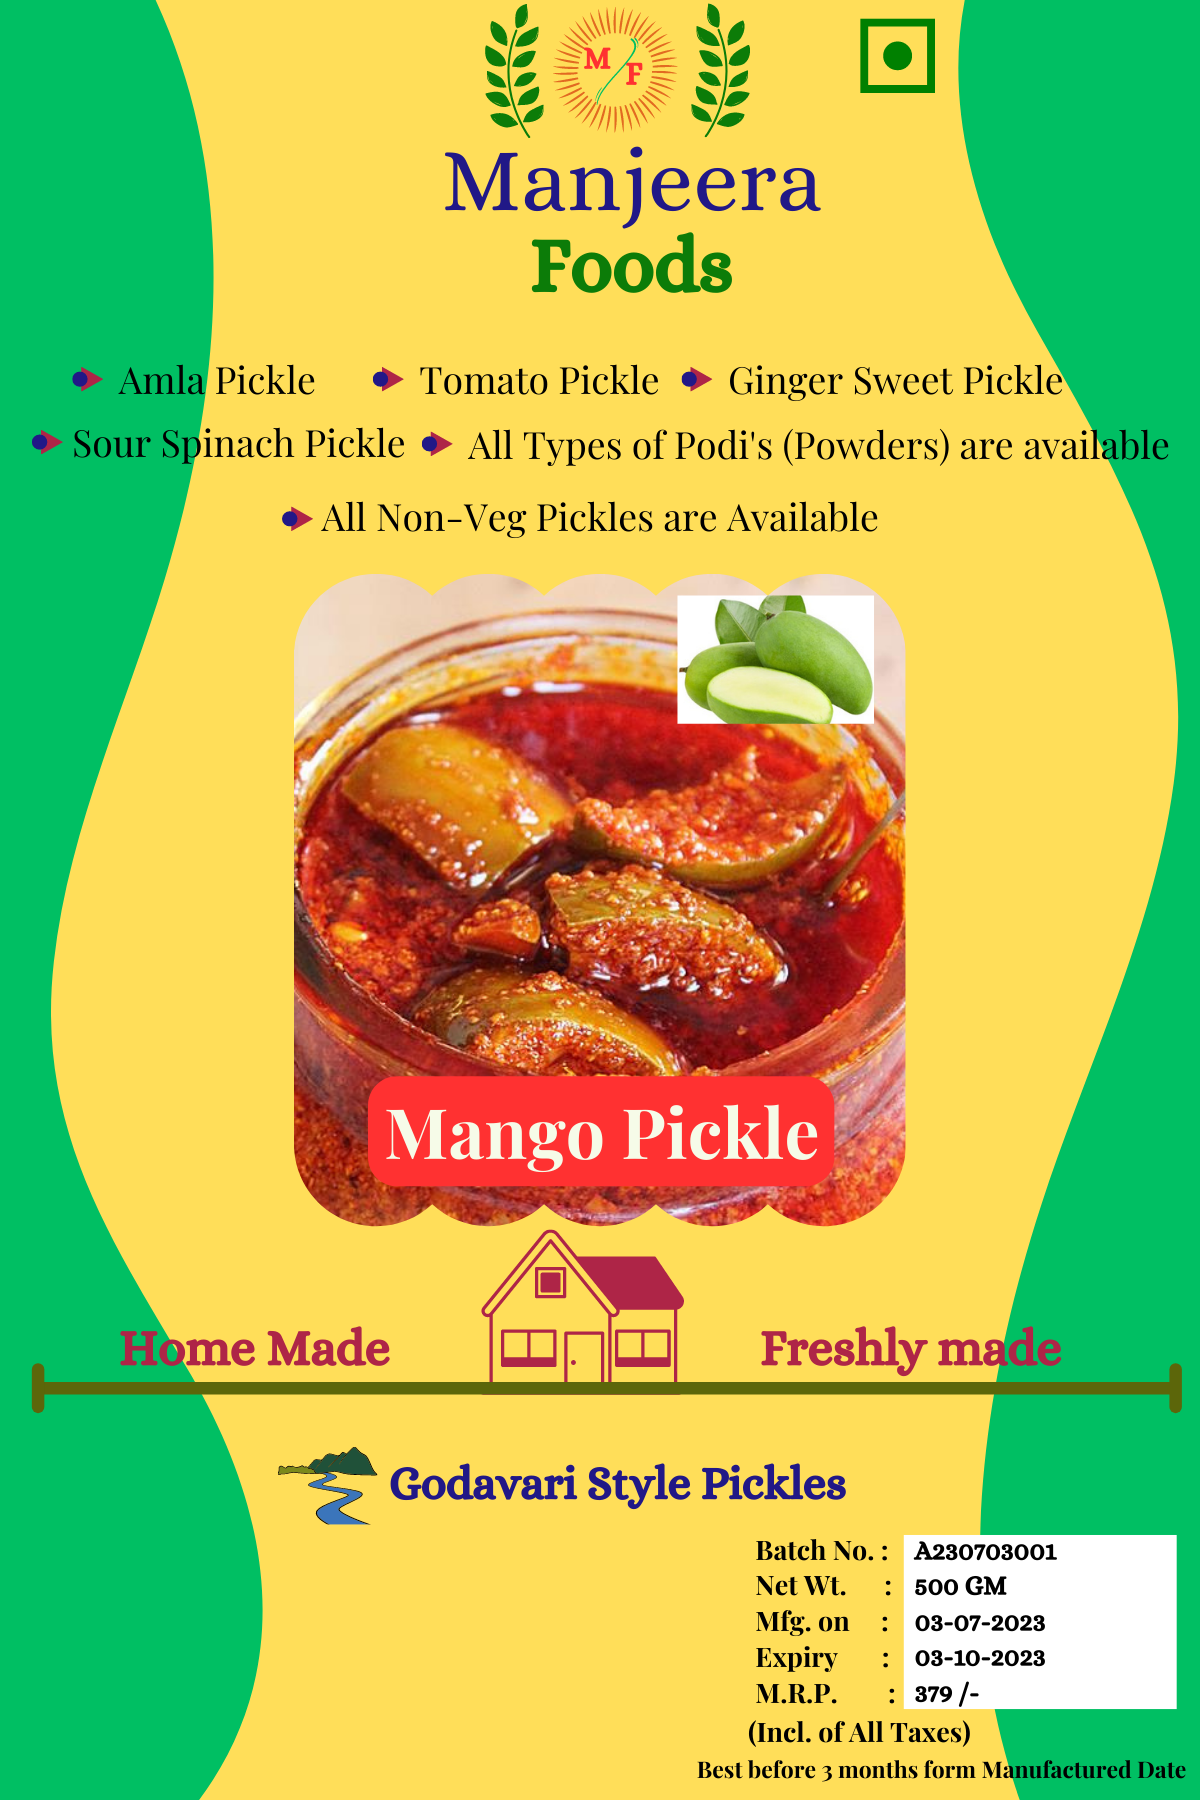 M F
Manjeera
Foods
Amla Pickle Tomato Pickle Ginger Sweet Pickle
Sour Spinach Pickle All Types of Podi's (Powders) are available
All Non-Veg Pickles are Available
Mango Pickle
Home Made Freshly made
Godavari Style Pickles
Batch No. : A230703001
Net Wt. : 500 GM
Mfg. on : 03-07-2023
Expiry : 03-10-2023
M.R.P. : 379 /-
(Incl. of All Taxes)
Best before 3 months form Manufactured Date